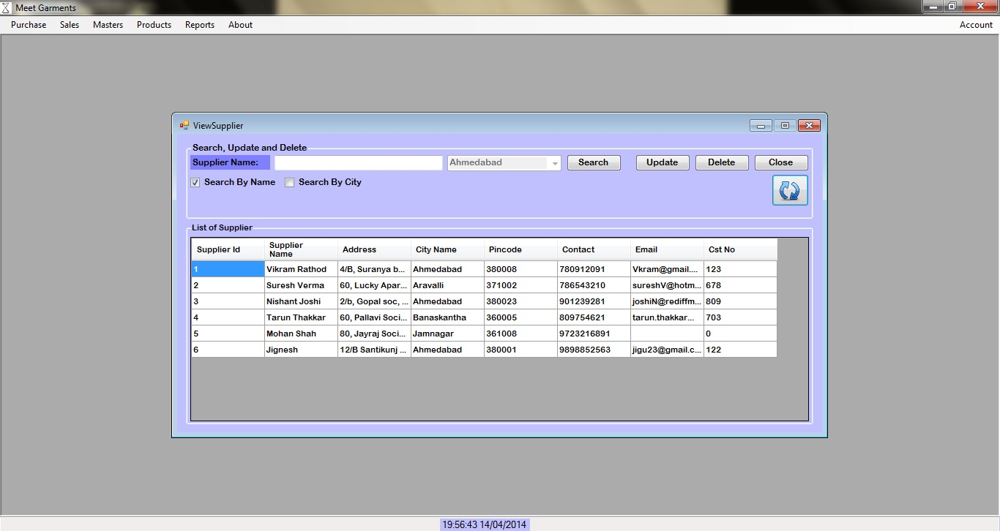 Meet Garments
Purchase Sales Masters Products Reports About Account
ViewSupplier
Search, Update and Delete
Supplier Name: Ahmedabad Search Update Delete Close
Search By Name Search By City
List of Supplier
Supplier Id Supplier Name Address City Name Pincode Contact Email Cst No
1 Vikram Rathod 4/B, Suranya b... Ahmedabad 380008 780912091 Vkram@gmail.... 123
2 Suresh Verma 60, Lucky Apar... Aravalli 371002 786543210 sureshV@hotm... 678
3 Nishant Joshi 2/b, Gopal soc, ... Ahmedabad 380023 901239281 joshiN@rediffm... 809
4 Tarun Thakkar 60, Pallavi Soci... Banaskantha 360005 809754621 tarun.thakkar... 703
5 Mohan Shah 80, Jayraj Soci... Jamnagar 361008 9723216891 0
6 Jignesh 12/B Santikunj ... Ahmedabad 380001 9898852563 jigu23@gmail.c... 122
19:56:43 14/04/2014